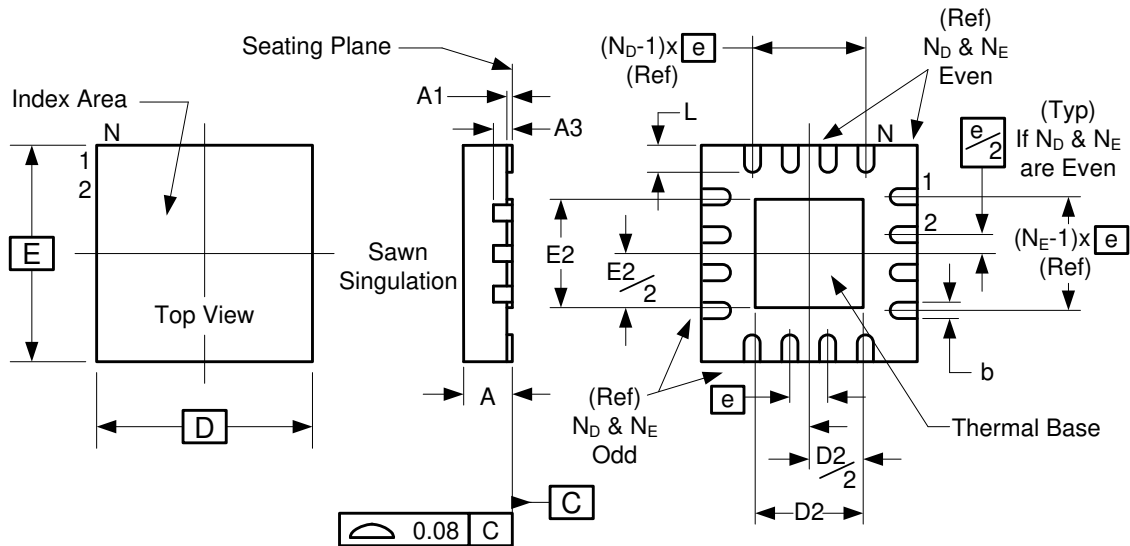 Seating Plane
Index Area
N
1
2
E
Top View
D
A1
A3
Sawn
Singulation
A
C
0.08 C
(N_D-1)x e
(Ref)
L
E2
E2/2
(Ref)
N_D & N_E
Even
N
e/2
(Typ)
If N_D & N_E
are Even
1
2
(N_E-1)x e
(Ref)
b
e
(Ref)
N_D & N_E
Odd
Thermal Base
D2/2
D2